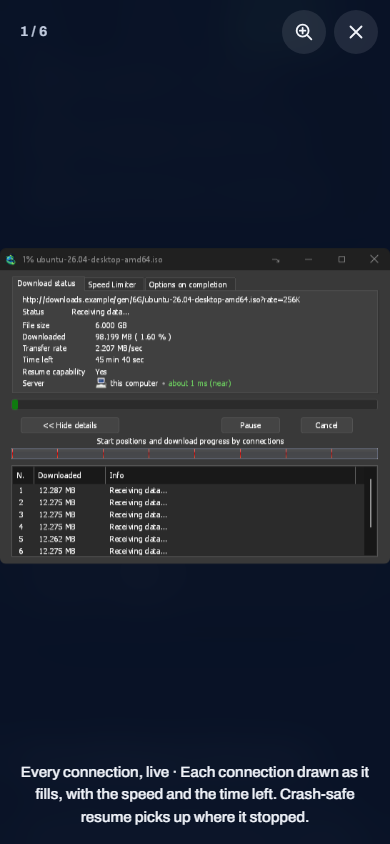 1 / 6
1% ubuntu-26.04-desktop-amd64.iso
Download status Speed Limiter Options on completion
http://downloads.example/gen/6G/ubuntu-26.04-desktop-amd64.iso?rate=256K
Status Receiving data...
File size 6.000 GB
Downloaded 98.199 MB ( 1.60 % )
Transfer rate 2.207 MB/sec
Time left 45 min 40 sec
Resume capability Yes
Server this computer • about 1 ms (near)
<< Hide details Pause Cancel
Start positions and download progress by connections
N. Downloaded Info
1 12.287 MB Receiving data...
2 12.275 MB Receiving data...
3 12.275 MB Receiving data...
4 12.275 MB Receiving data...
5 12.262 MB Receiving data...
6 12.275 MB Receiving data...
Every connection, live · Each connection drawn as it
fills, with the speed and the time left. Crash-safe
resume picks up where it stopped.